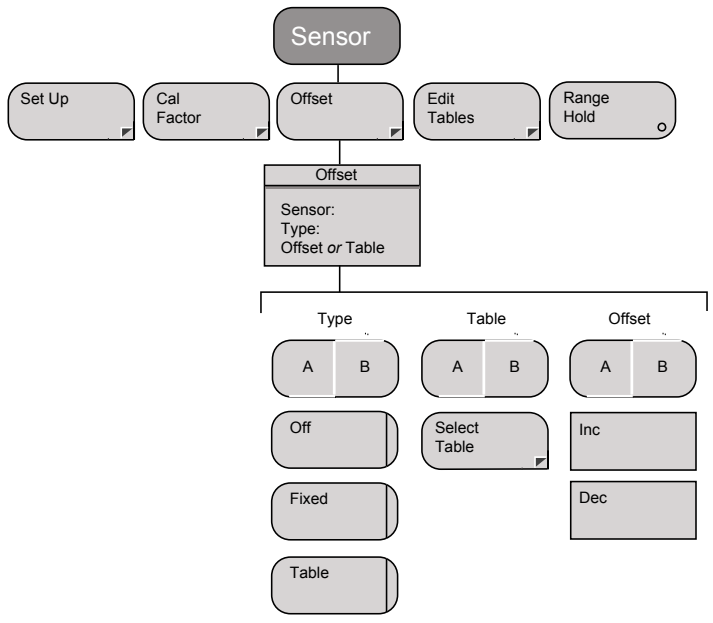 Sensor
Set Up
Cal
Factor
Offset
Edit
Tables
Range
Hold
Offset
Sensor:
Type:
Offset or Table
Type
Table
Offset
A
B
A
B
A
B
Off
Select
Table
Inc
Fixed
Dec
Table